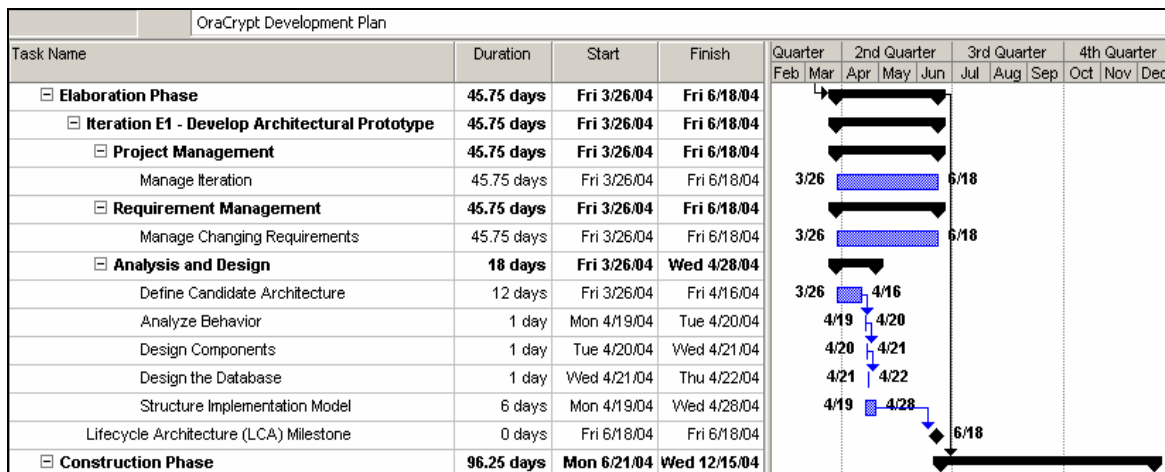 OraCrypt Development Plan
Task Name Duration Start Finish Quarter 2nd Quarter 3rd Quarter 4th Quarter
Feb Mar Apr May Jun Jul Aug Sep Oct Nov Dec
Elaboration Phase 45.75 days Fri 3/26/04 Fri 6/18/04
Iteration E1 - Develop Architectural Prototype 45.75 days Fri 3/26/04 Fri 6/18/04
Project Management 45.75 days Fri 3/26/04 Fri 6/18/04
Manage Iteration 45.75 days Fri 3/26/04 Fri 6/18/04 3/26 6/18
Requirement Management 45.75 days Fri 3/26/04 Fri 6/18/04
Manage Changing Requirements 45.75 days Fri 3/26/04 Fri 6/18/04 3/26 6/18
Analysis and Design 18 days Fri 3/26/04 Wed 4/28/04
Define Candidate Architecture 12 days Fri 3/26/04 Fri 4/16/04 3/26 4/16
Analyze Behavior 1 day Mon 4/19/04 Tue 4/20/04 4/19 4/20
Design Components 1 day Tue 4/20/04 Wed 4/21/04 4/20 4/21
Design the Database 1 day Wed 4/21/04 Thu 4/22/04 4/21 4/22
Structure Implementation Model 6 days Mon 4/19/04 Wed 4/28/04 4/19 4/28
Lifecycle Architecture (LCA) Milestone 0 days Fri 6/18/04 Fri 6/18/04 6/18
Construction Phase 96.25 days Mon 6/21/04 Wed 12/15/04